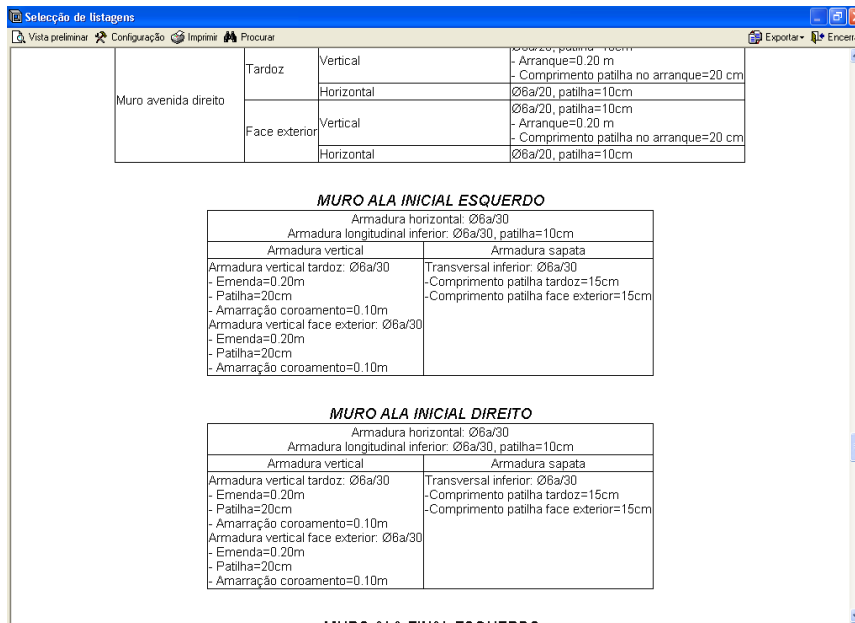 Selecção de listagens
Vista preliminar Configuração Imprimir Procurar Exportar
Muro avenida direito
Tardoz
Vertical
Ø6a/20, patilha=10cm
- Arranque=0.20 m
- Comprimento patilha no arranque=20 cm
Horizontal
Ø6a/20, patilha=10cm
Face exterior
Vertical
Ø6a/20, patilha=10cm
- Arranque=0.20 m
- Comprimento patilha no arranque=20 cm
Horizontal
Ø6a/20, patilha=10cm
MURO ALA INICIAL ESQUERDO
Armadura horizontal: Ø6a/30
Armadura longitudinal inferior: Ø6a/30, patilha=10cm
Armadura vertical
Armadura sapata
Armadura vertical tardoz: Ø6a/30
- Emenda=0.20m
- Patilha=20cm
- Amarração coroamento=0.10m
Armadura vertical face exterior: Ø6a/30
- Emenda=0.20m
- Patilha=20cm
- Amarração coroamento=0.10m
Transversal inferior: Ø6a/30
-Comprimento patilha tardoz=15cm
-Comprimento patilha face exterior=15cm
MURO ALA INICIAL DIREITO
Armadura horizontal: Ø6a/30
Armadura longitudinal inferior: Ø6a/30, patilha=10cm
Armadura vertical
Armadura sapata
Armadura vertical tardoz: Ø6a/30
- Emenda=0.20m
- Patilha=20cm
- Amarração coroamento=0.10m
Armadura vertical face exterior: Ø6a/30
- Emenda=0.20m
- Patilha=20cm
- Amarração coroamento=0.10m
Transversal inferior: Ø6a/30
-Comprimento patilha tardoz=15cm
-Comprimento patilha face exterior=15cm
MURO ALA FINAL ESQUERDO